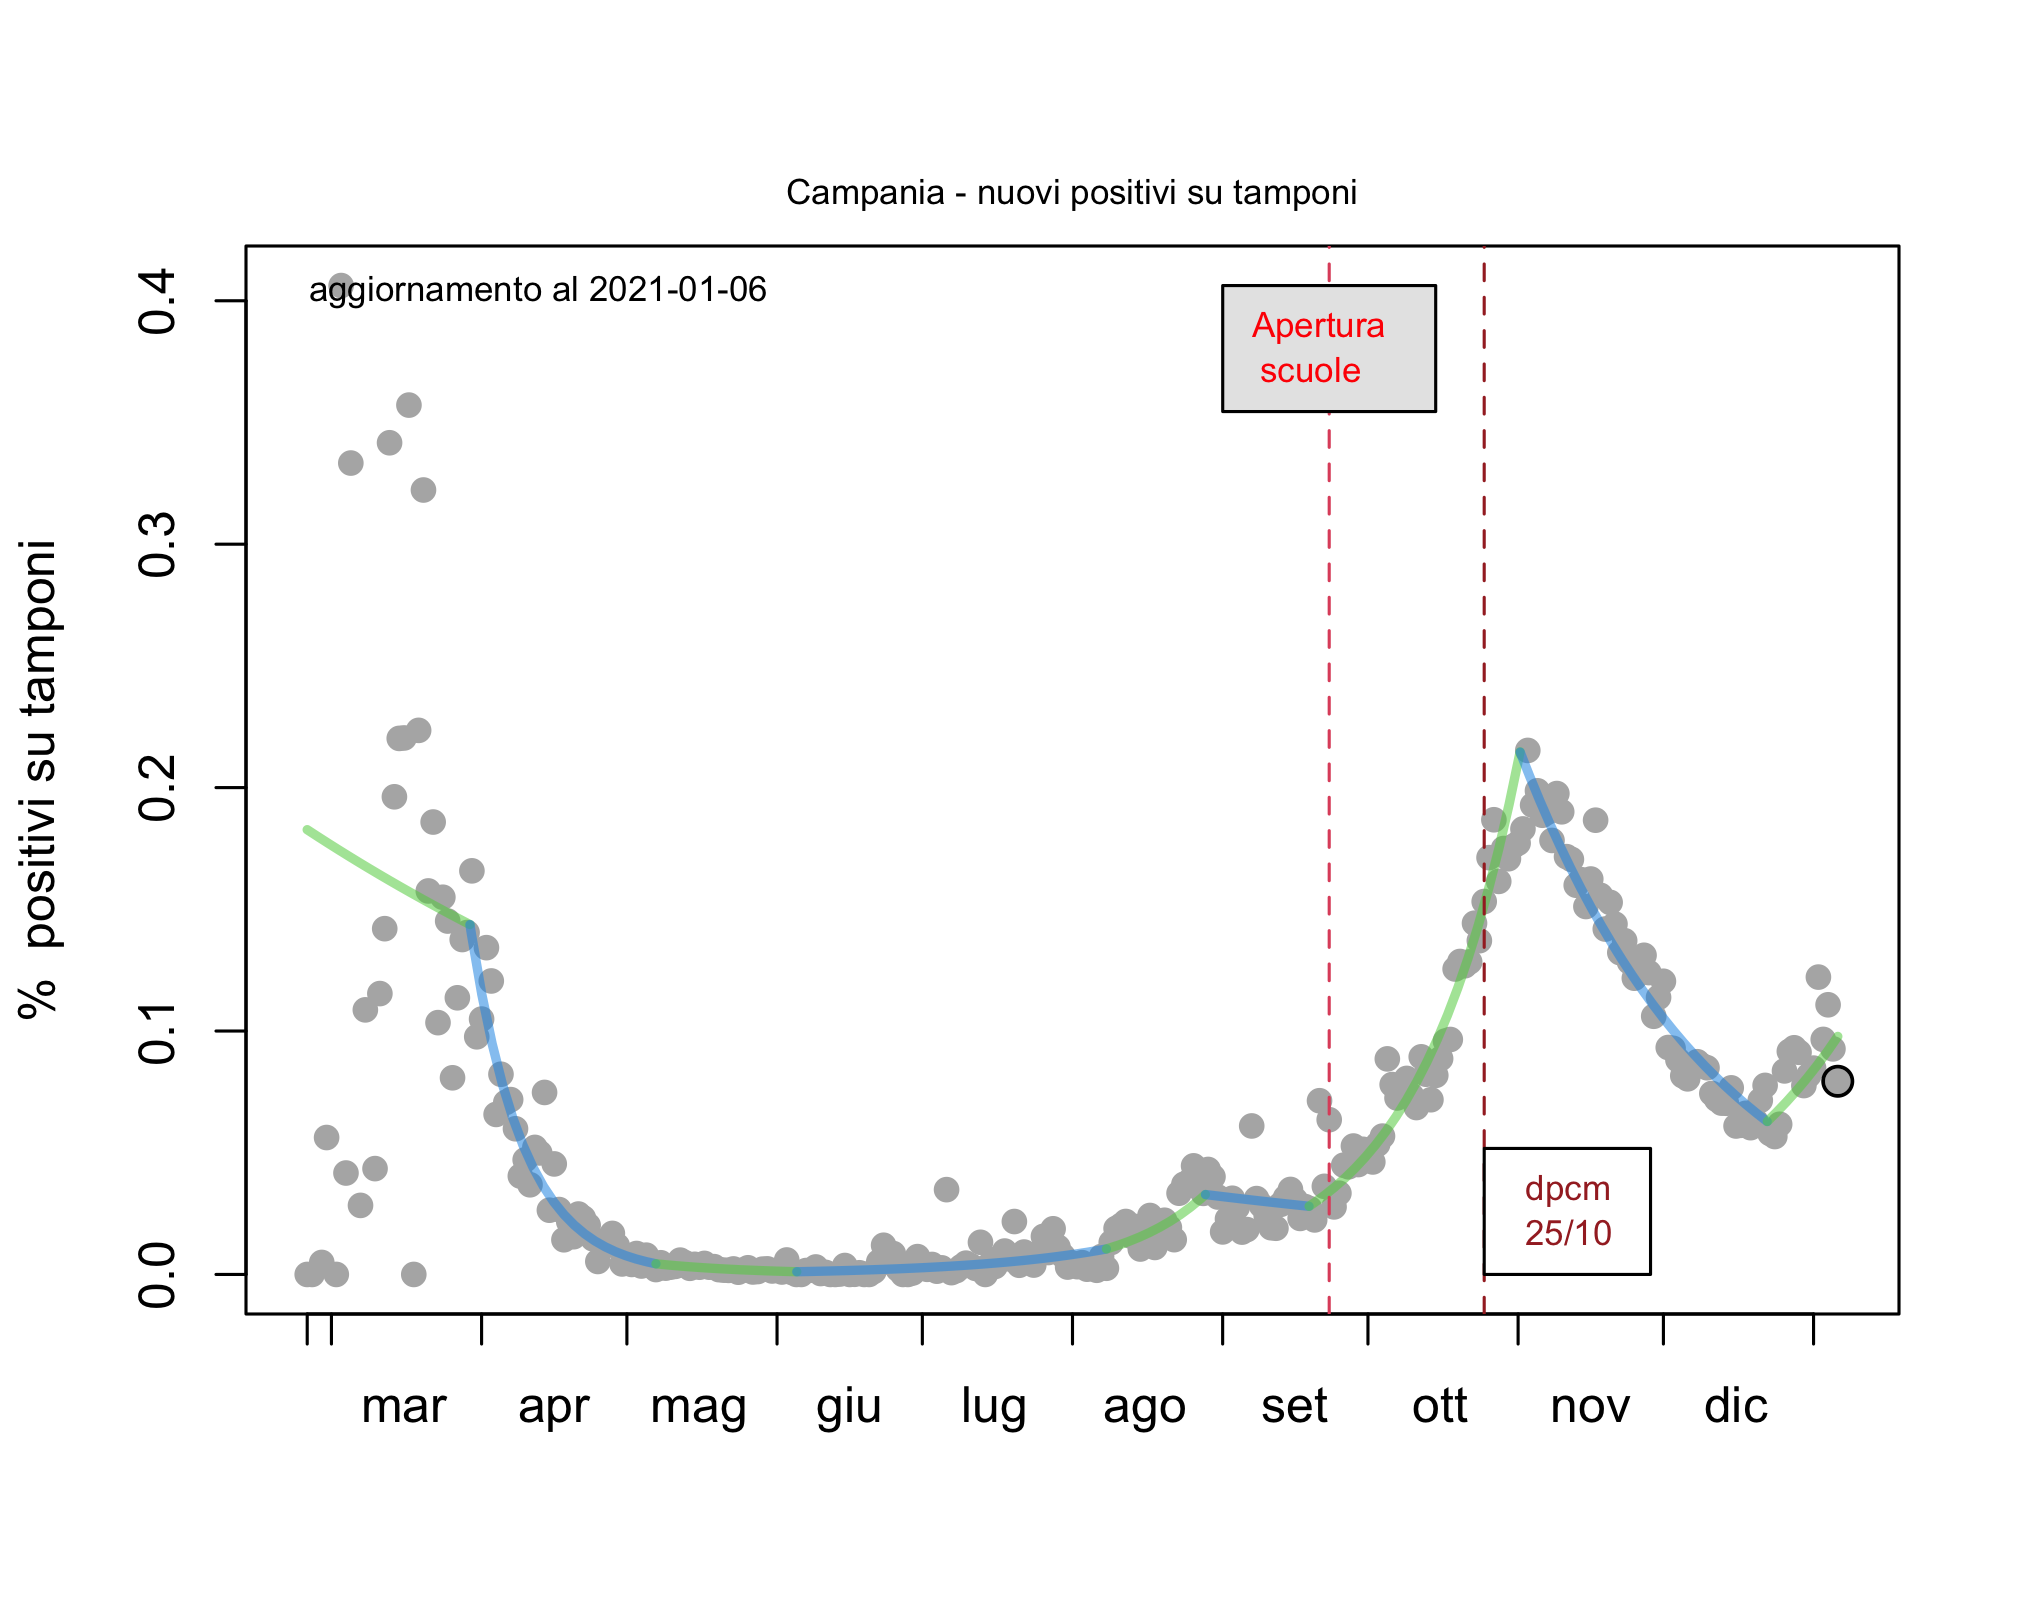 Campania - nuovi positivi su tamponi
aggiornamento al 2021-01-06
Apertura
scuole
dpcm
25/10
% positivi su tamponi
0.4
0.3
0.2
0.1
0.0
mar apr mag giu lug ago set ott nov dic